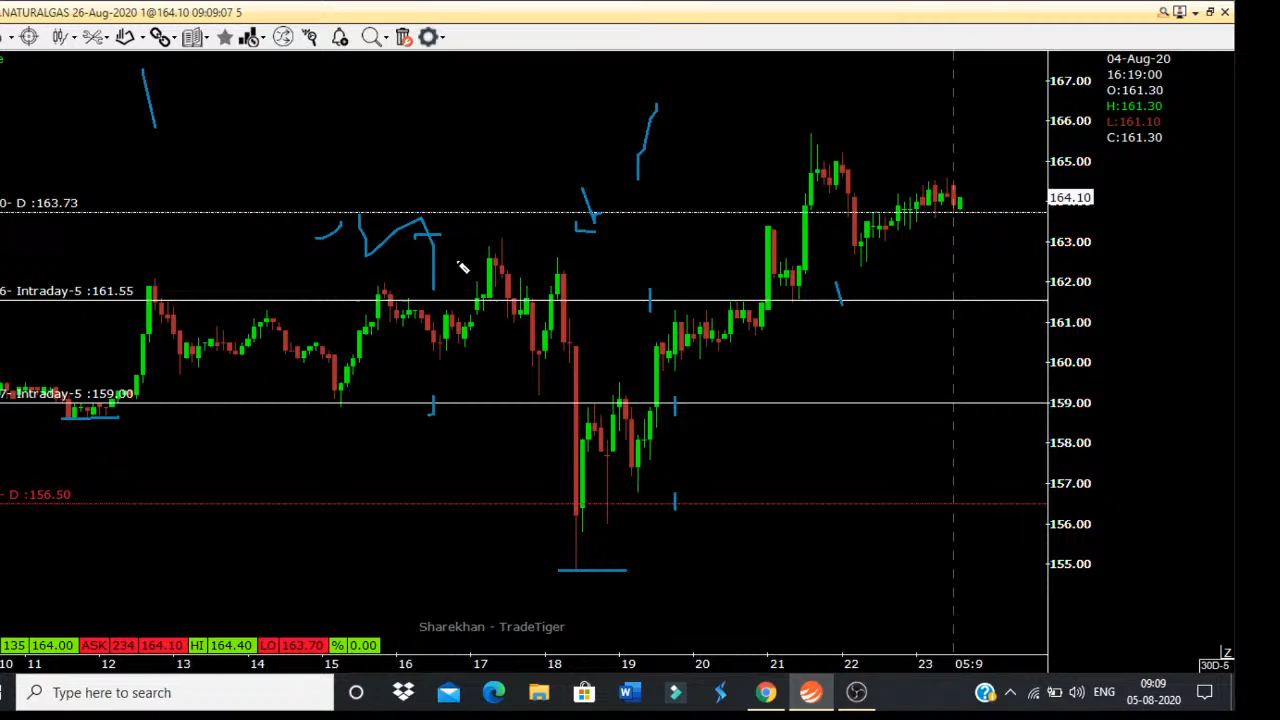 .NATURALGAS 26-Aug-2020 1@164.10 09:09:07 5
04-Aug-20
16:19:00
O:161.30
H:161.30
L:161.10
C:161.30
167.00
166.00
165.00
164.10
163.00
162.00
161.00
160.00
159.00
158.00
157.00
156.00
155.00
0- D :163.73
6- Intraday-5 :161.55
7- Intraday-5 :159.00
- D :156.50
Sharekhan - TradeTiger
135 164.00 ASK 234 164.10 HI 164.40 LO 163.70 % 0.00
10 11 12 13 14 15 16 17 18 19 20 21 22 23 05:9
Z
30D-5
Type here to search
ENG
09:09
05-08-2020